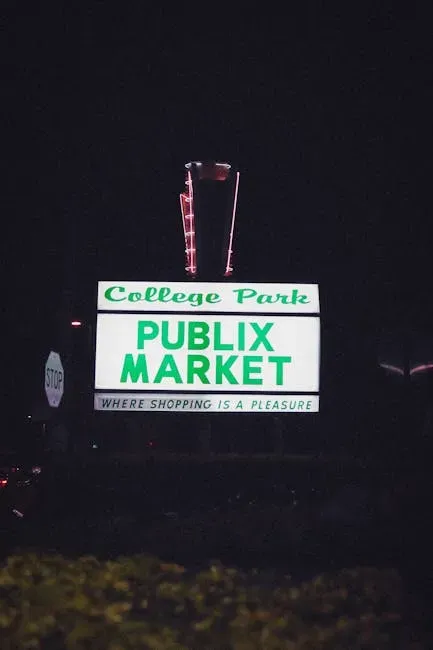 College Park
PUBLIX
MARKET
WHERE SHOPPING IS A PLEASURE
STOP